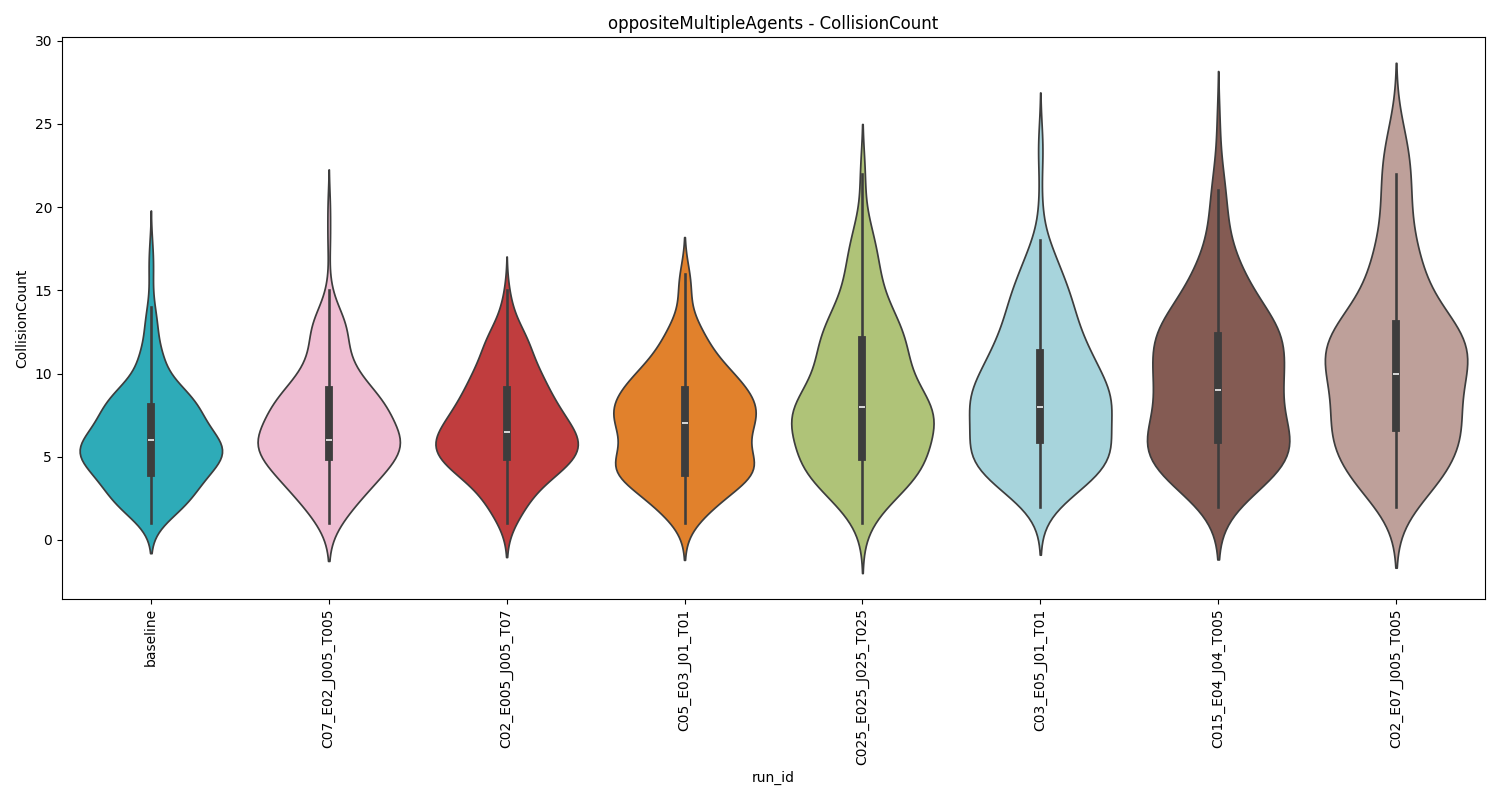 oppositeMultipleAgents - CollisionCount
30
25
20
15
10
5
0
CollisionCount
baseline
C07_E02_J005_T005
C02_E005_J005_T07
C05_E03_J01_T01
C025_E025_J025_T025
C03_E05_J01_T01
C015_E04_J04_T005
C02_E07_J005_T005
run_id